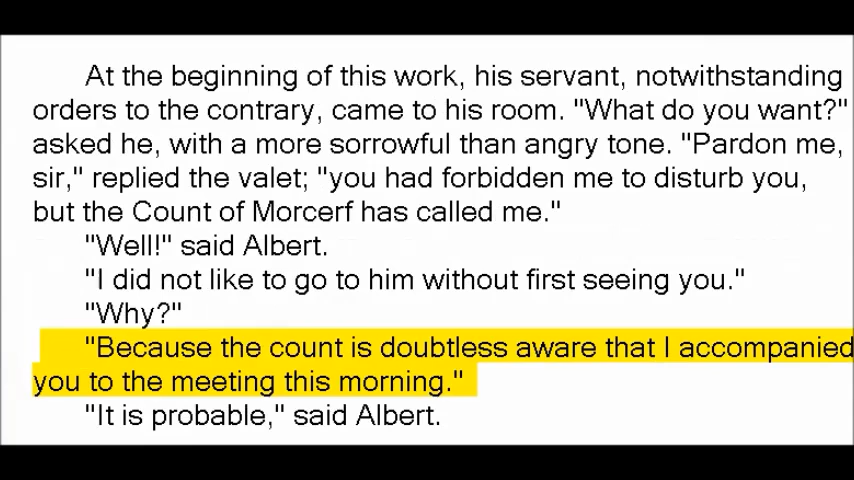 At the beginning of this work, his servant, notwithstanding
orders to the contrary, came to his room. "What do you want?"
asked he, with a more sorrowful than angry tone. "Pardon me,
sir," replied the valet; "you had forbidden me to disturb you,
but the Count of Morcerf has called me."
"Well!" said Albert.
"I did not like to go to him without first seeing you."
"Why?"
"Because the count is doubtless aware that I accompanied
you to the meeting this morning."
"It is probable," said Albert.